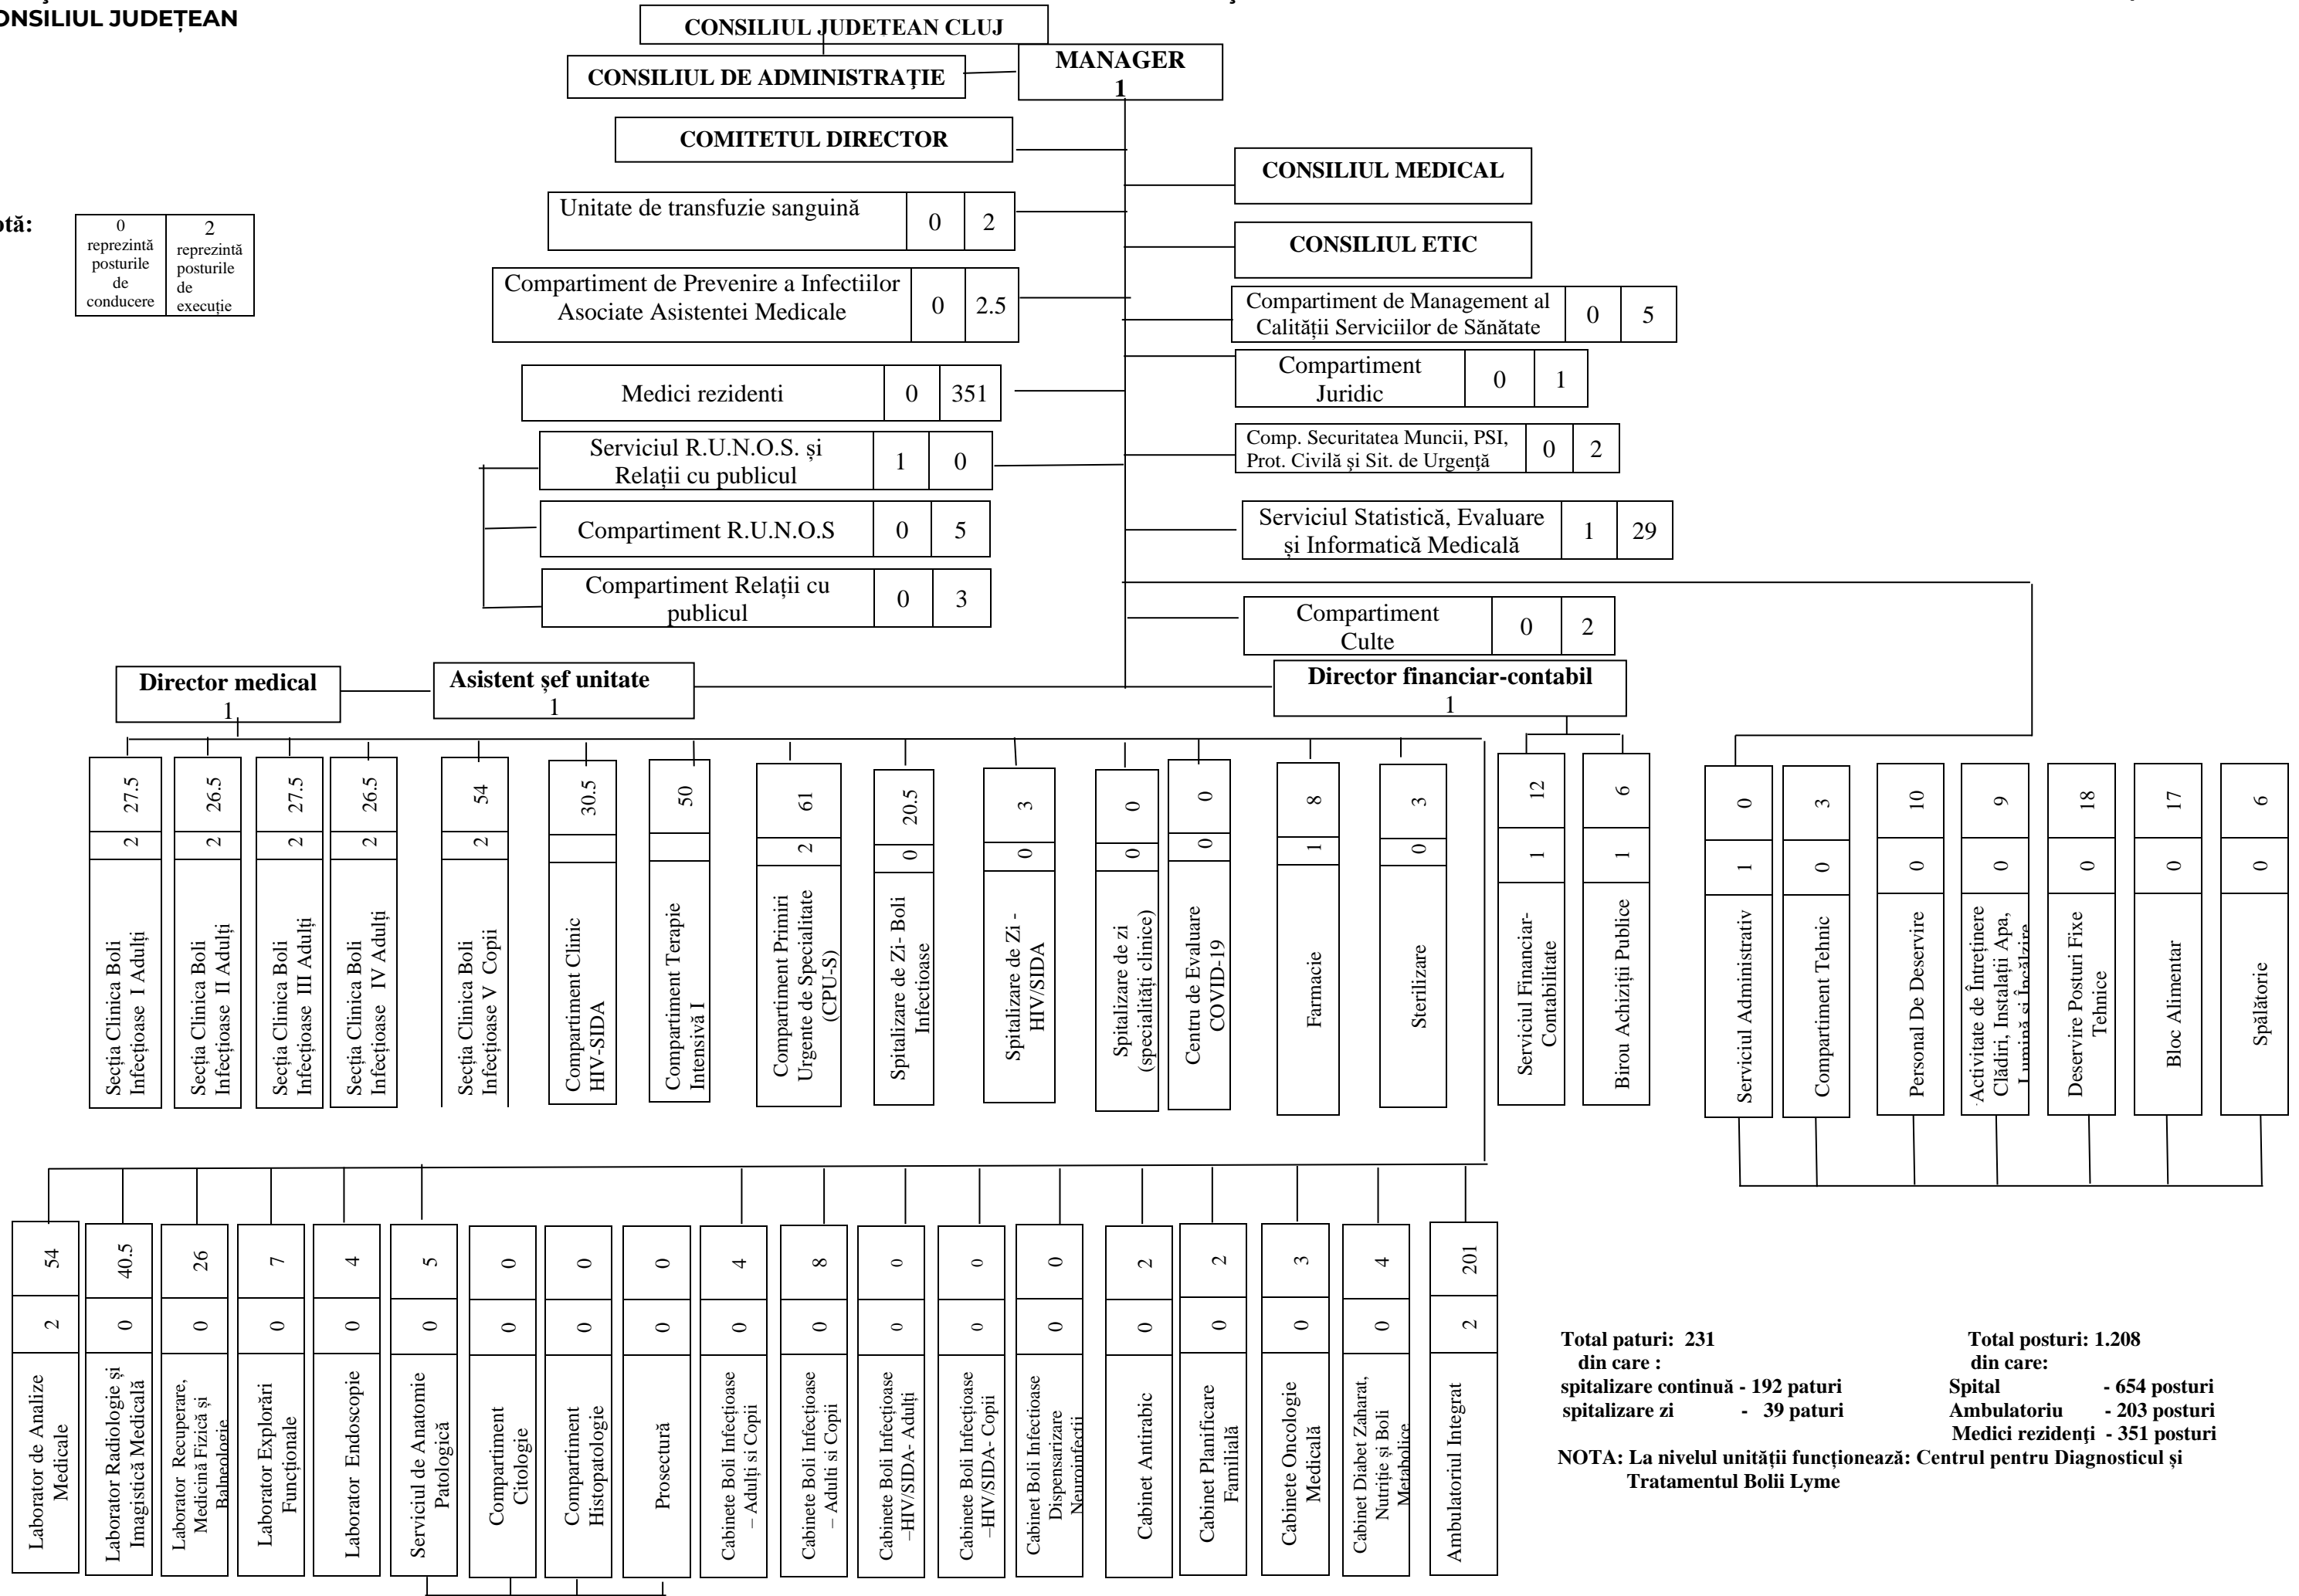 CONSILIUL JUDEȚEAN
CONSILIUL JUDETEAN CLUJ
CONSILIUL DE ADMINISTRAŢIE
MANAGER
1
COMITETUL DIRECTOR
CONSILIUL MEDICAL
Unitate de transfuzie sanguină 0 2
CONSILIUL ETIC
0
reprezintă
posturile
de
conducere
2
reprezintă
posturile
de
execuție
Compartiment de Prevenire a Infectiilor
Asociate Asistentei Medicale 0 2.5
Compartiment de Management al
Calității Serviciilor de Sănătate 0 5
Medici rezidenti 0 351
Compartiment
Juridic 0 1
Serviciul R.U.N.O.S. și
Relații cu publicul 1 0
Comp. Securitatea Muncii, PSI,
Prot. Civilă şi Sit. de Urgenţă 0 2
Compartiment R.U.N.O.S 0 5
Serviciul Statistică, Evaluare
și Informatică Medicală 1 29
Compartiment Relații cu
publicul 0 3
Compartiment
Culte 0 2
Director medical
1
Asistent șef unitate
1
Director financiar-contabil
1
27.5
2
Secția Clinica Boli
Infecțioase I Adulți
26.5
2
Secția Clinica Boli
Infecțioase II Adulți
27.5
2
Secția Clinica Boli
Infecțioase III Adulți
26.5
2
Secția Clinica Boli
Infecțioase IV Adulți
54
2
Secția Clinica Boli
Infecțioase V Copii
30.5
Compartiment Clinic
HIV-SIDA
50
Compartiment Terapie
Intensivă I
61
2
Compartiment Primiri
Urgente de Specialitate
(CPU-S)
20.5
0
Spitalizare de Zi- Boli
Infectioase
3
0
Spitalizare de Zi -
HIV/SIDA
0
0
Spitalizare de zi
(specialități clinice)
0
0
Centru de Evaluare
COVID-19
8
1
Farmacie
3
0
Sterilizare
12
1
Serviciul Financiar-
Contabilitate
6
1
Birou Achiziții Publice
0
1
Serviciul Administrativ
3
0
Compartiment Tehnic
10
0
Personal De Deservire
9
0
Activitate de Întreținere
Clădiri, Instalații Apa,
Lumină și Încălzire
18
0
Deservire Posturi Fixe
Tehnice
17
0
Bloc Alimentar
6
0
Spălătorie
54
2
Laborator de Analize
Medicale
40.5
0
Laborator Radiologie și
Imagistică Medicală
26
0
Laborator Recuperare,
Medicină Fizică și
Balneologie
7
0
Laborator Explorări
Funcționale
4
0
Laborator Endoscopie
5
0
Serviciul de Anatomie
Patologică
0
0
Compartiment
Citologie
0
0
Compartiment
Histopatologie
0
0
Prosectură
4
0
Cabinete Boli Infecțioase
– Adulți si Copii
8
0
Cabinete Boli Infecțioase
– Adulti si Copii
0
0
Cabinete Boli Infecțioase
–HIV/SIDA- Adulți
0
0
Cabinete Boli Infecțioase
–HIV/SIDA- Copii
0
0
Cabinet Boli Infectioase
Dispensarizare
Neuroinfectii
2
0
Cabinet Antirabic
2
0
Cabinet Planificare
Familială
3
0
Cabinete Oncologie
Medicală
4
0
Cabinet Diabet Zaharat,
Nutriție și Boli
Metabolice
201
2
Ambulatoriul Integrat
Total paturi: 231
din care :
spitalizare continuă - 192 paturi
spitalizare zi - 39 paturi
Total posturi: 1.208
din care:
Spital - 654 posturi
Ambulatoriu - 203 posturi
Medici rezidenţi - 351 posturi
NOTA: La nivelul unității funcționează: Centrul pentru Diagnosticul și
Tratamentul Bolii Lyme